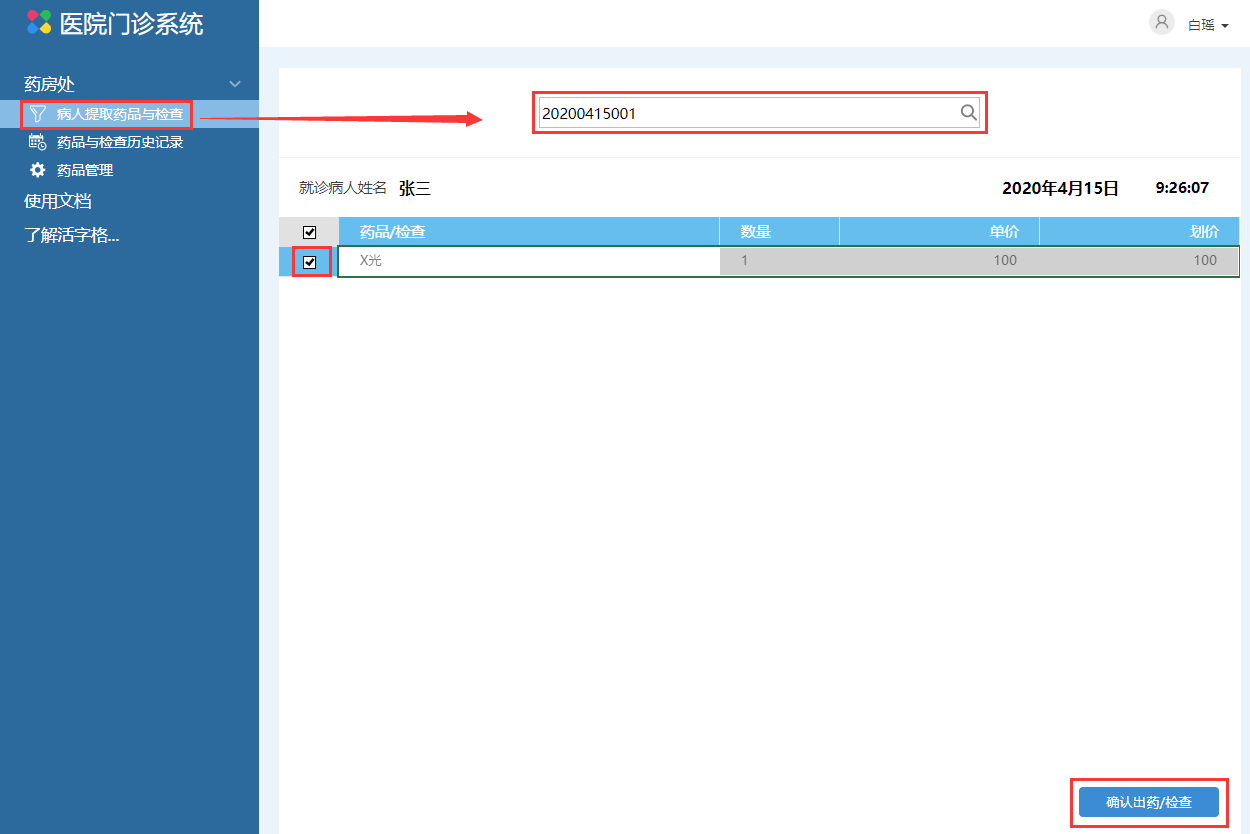 医院门诊系统
白瑶
药房处
病人提取药品与检查
药品与检查历史记录
药品管理
使用文档
了解活字格...
20200415001
就诊病人姓名 张三 2020年4月15日 9:26:07
药品/检查 数量 单价 划价
X光 1 100 100
确认出药/检查